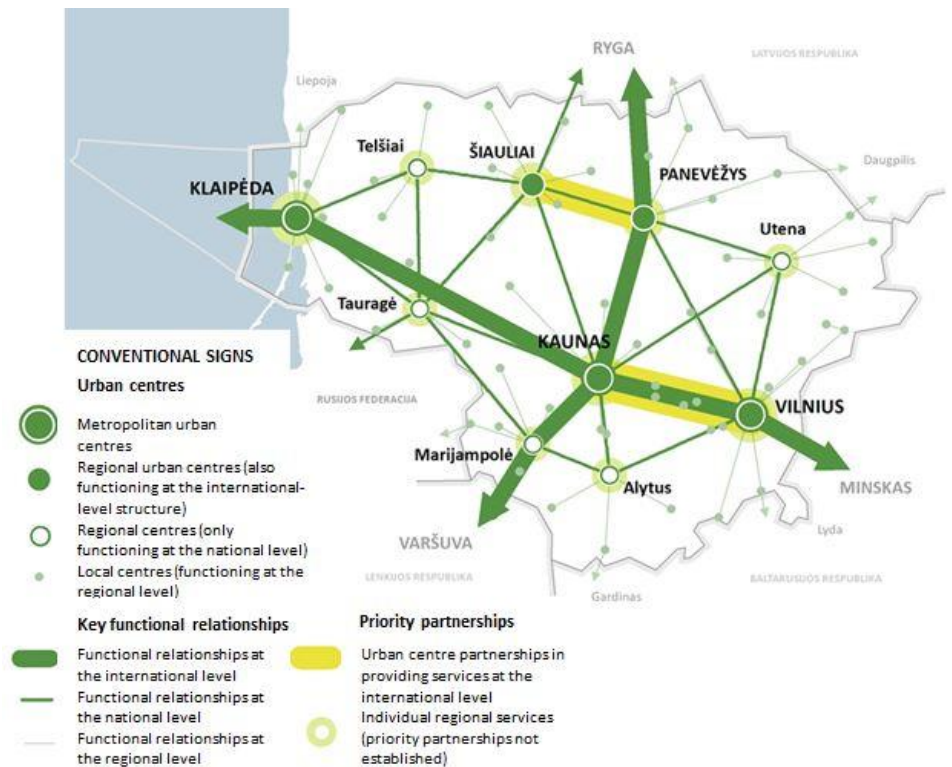 RYGA
LATVIJOS RESPUBLIKA
Liepoja
Telšiai
ŠIAULIAI
Daugpilis
KLAIPĖDA
PANEVĖŽYS
Utena
Tauragė
KAUNAS
CONVENTIONAL SIGNS
Urban centres
RUSIJOS FEDERACIJA
VILNIUS
Metropolitan urban
centres
Marijampolė
Regional urban centres (also
functioning at the international-
level structure)
Alytus
MINSKAS
Regional centres (only
functioning at the national level)
VARŠUVA
Lyda
Local centres (functioning at the
regional level)
LENKIJOS RESPUBLIKA
BALTARUSIJOS RESPUBLIKA
Gardinas
Key functional relationships
Functional relationships at
the international level
Functional relationships at
the national level
Functional relationships at
the regional level
Priority partnerships
Urban centre partnerships in
providing services at the
international level
Individual regional services
(priority partnerships not
established)